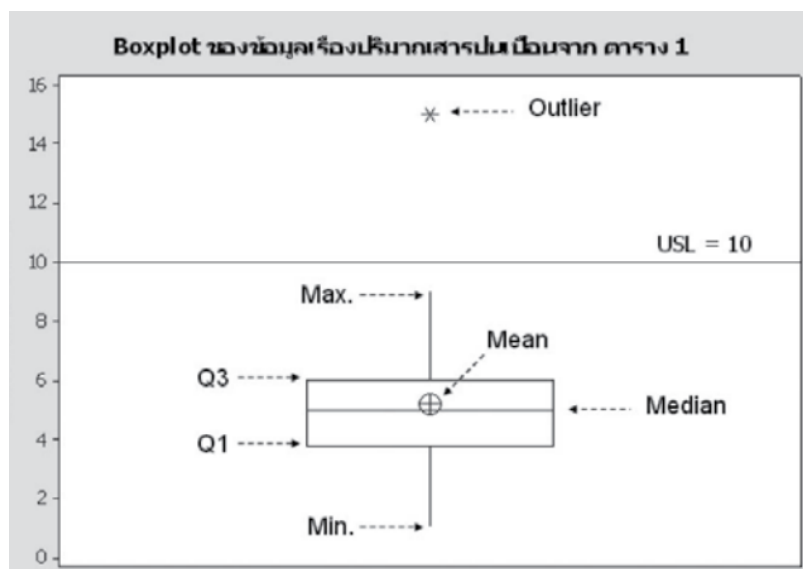 Boxplot ของข้อมูลเรื่องปริมาณสารปนเปื้อนจาก ตาราง 1
16
14
12
10
8
6
4
2
0
Outlier
USL = 10
Max.
Mean
Q3
Median
Q1
Min.